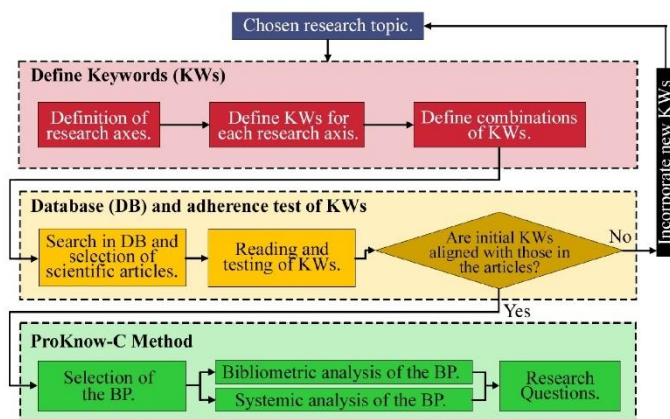 Chosen research topic.
Define Keywords (KWs)
Definition of
research axes.
Define KWs for
each research axis.
Define combinations
of KWs.
Incorporate new KWs
Database (DB) and adherence test of KWs
Search in DB and
selection of
scientific articles.
Reading and
testing of KWs.
Are initial KWs
aligned with those in
the articles?
No
Yes
ProKnow-C Method
Selection of
the BP.
Bibliometric analysis of the BP.
Systemic analysis of the BP.
Research
Questions.